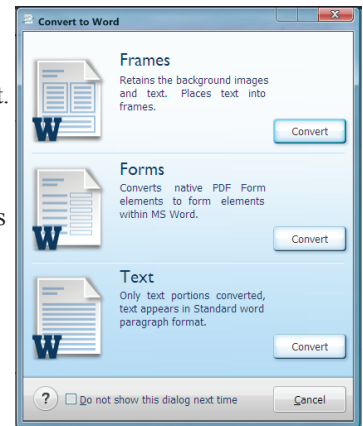 Convert to Word
Frames
Retains the background images
and text. Places text into
frames.
W
Convert
t.
Forms
Converts native PDF Form
elements to form elements
within MS Word.
W
Convert
s
Text
Only text portions converted,
text appears in Standard word
paragraph format.
W
Convert
? Do not show this dialog next time
Cancel